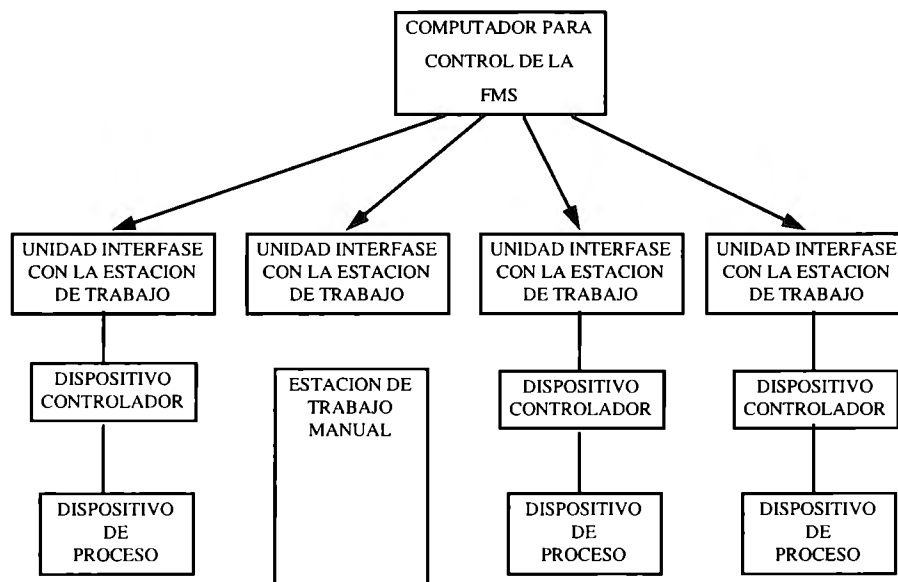 COMPUTADOR PARA
CONTROL DE LA
FMS
UNIDAD INTERFASE
CON LA ESTACION
DE TRABAJO
UNIDAD INTERFASE
CON LA ESTACION
DE TRABAJO
UNIDAD INTERFASE
CON LA ESTACION
DE TRABAJO
UNIDAD INTERFASE
CON LA ESTACION
DE TRABAJO
DISPOSITIVO
CONTROLADOR
ESTACION DE
TRABAJO
MANUAL
DISPOSITIVO
CONTROLADOR
DISPOSITIVO
CONTROLADOR
DISPOSITIVO
DE
PROCESO
DISPOSITIVO
DE
PROCESO
DISPOSITIVO
DE
PROCESO